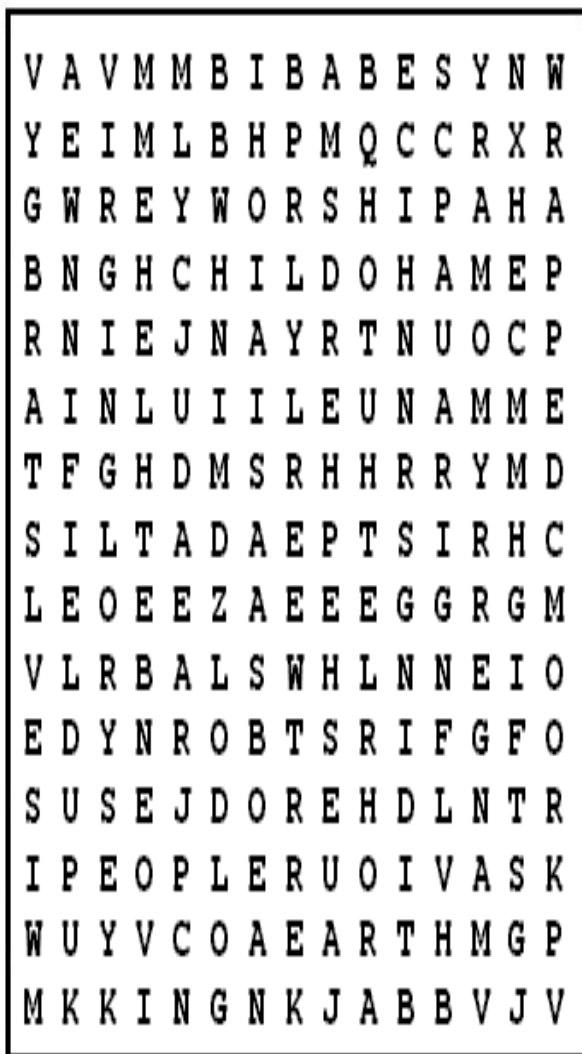 V A V M M B I B A B E S Y N W
Y E I M L B H P M Q C C R X R
G W R E Y W O R S H I P A H A
B N G H C H I L D O H A M E P
R N I E J N A Y R T N U O C P
A I N L U I I L E U N A M M E
T F G H D M S R H H R R Y M D
S I L T A D A E P T S I R H C
L E O E E Z A E E E G G R G M
V L R B A L S W H L N N E I O
E D Y N R O B T S R I F G F O
S U S E J D O R E H D L N T R
I P E O P L E R U O I V A S K
W U Y V C O A E A R T H M G P
M K K I N G N K J A B B V J V